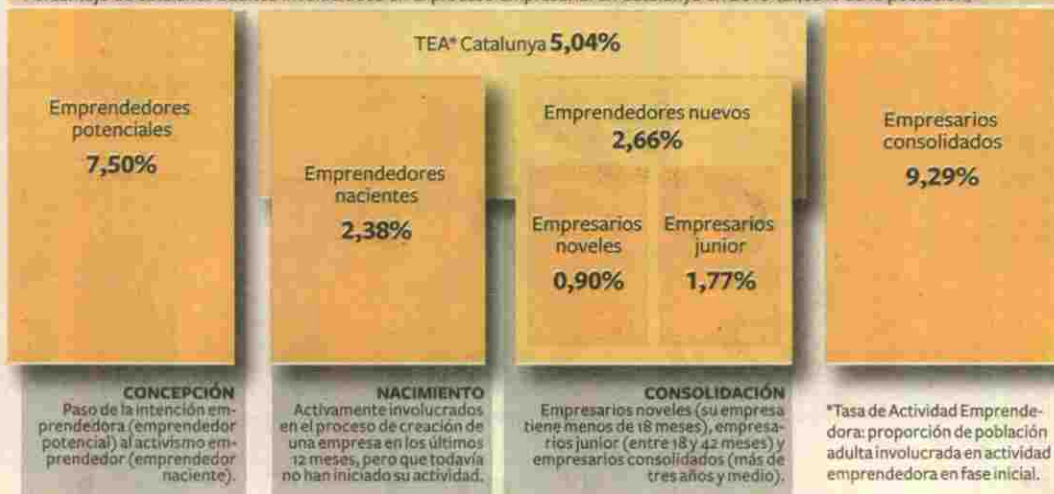 TEA* Catalunya 5,04%
Emprendedores
potenciales
7,50%
Emprendedores
nacientes
2,38%
Emprendedores nuevos
2,66%
Empresarios
noveles
0,90%
Empresarios
junior
1,77%
Empresarios
consolidados
9,29%
CONCEPCIÓN
Paso de la intención em-
prendedora (emprendedor
potencial) al activismo em-
prendedor (emprendedor
naciente).
NACIMIENTO
Activamente involucrados
en el proceso de creación de
una empresa en los últimos
12 meses, pero que todavía
no han iniciado su actividad.
CONSOLIDACIÓN
Empresarios noveles (su empresa
tiene menos de 18 meses), empresa-
rios junior (entre 18 y 42 meses) y
empresarios consolidados (más de
tres años y medio).
*Tasa de Actividad Emprende-
dora: proporción de población
adulta involucrada en actividad
emprendedora en fase inicial.